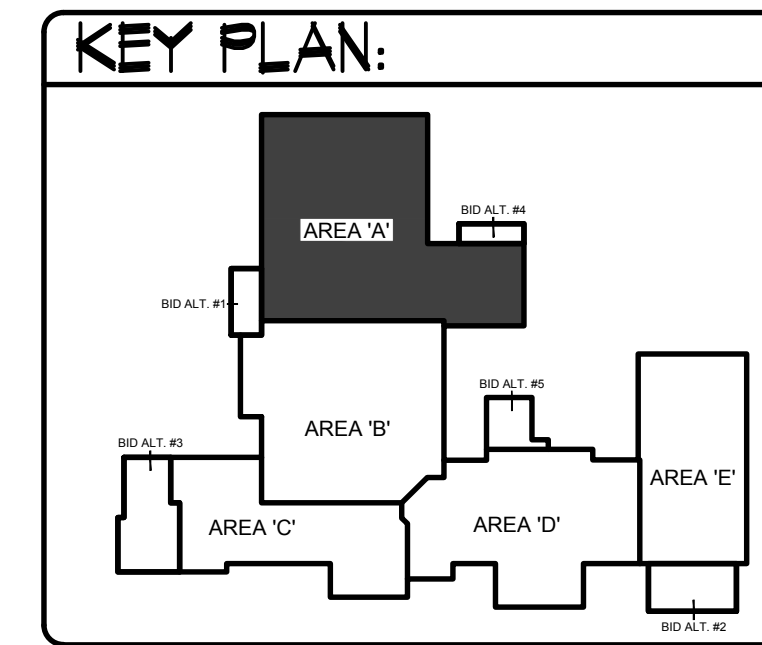 KEY PLAN:
BID ALT. #4
AREA 'A'
BID ALT. #1
BID ALT. #5
AREA 'B'
BID ALT. #3
AREA 'E'
AREA 'C'
AREA 'D'
BID ALT. #2